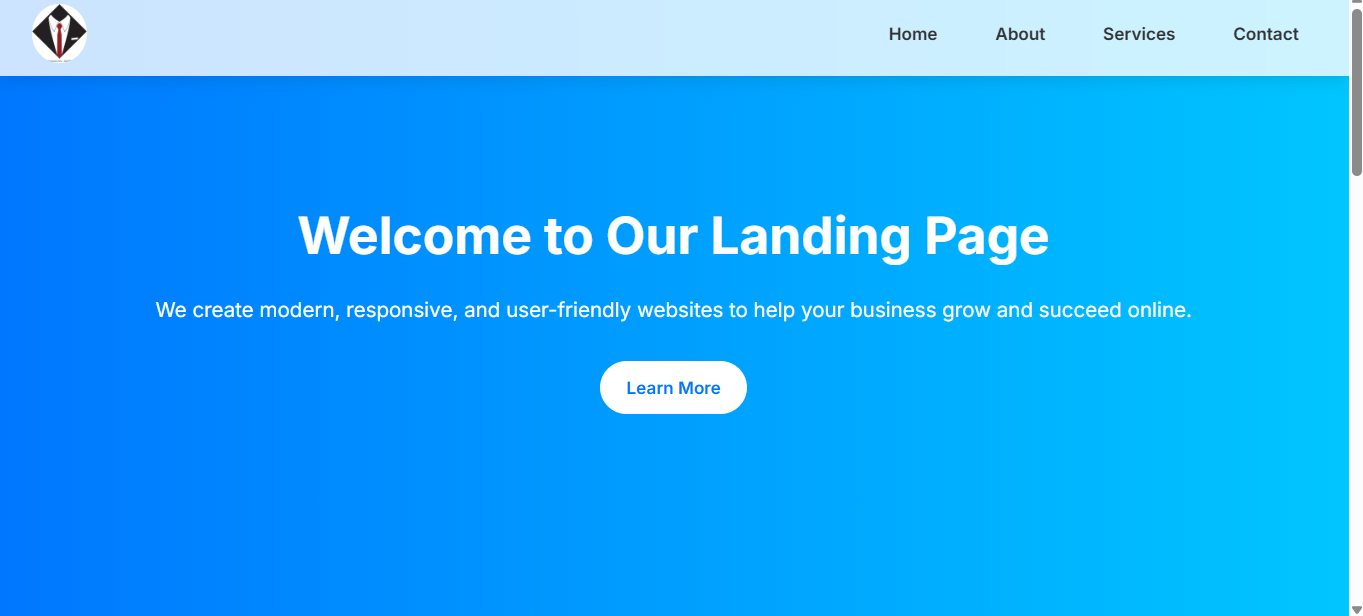 Home About Services Contact
Welcome to Our Landing Page
We create modern, responsive, and user-friendly websites to help your business grow and succeed online.
Learn More